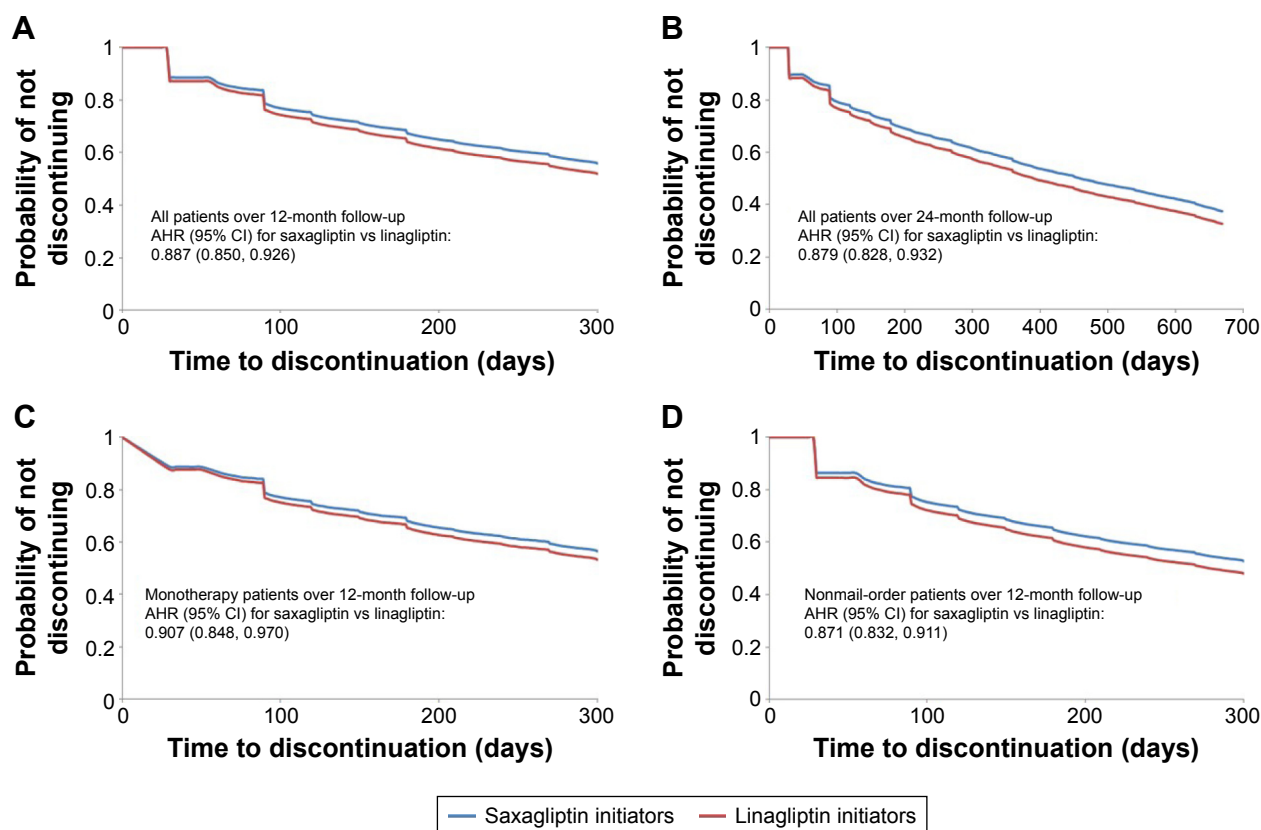 A
Probability of not
discontinuing
1
0.8
0.6
0.4
0.2
0
All patients over 12-month follow-up
AHR (95% CI) for saxagliptin vs linagliptin:
0.887 (0.850, 0.926)
0 100 200 300
Time to discontinuation (days)
B
Probability of not
discontinuing
1
0.8
0.6
0.4
0.2
0
All patients over 24-month follow-up
AHR (95% CI) for saxagliptin vs linagliptin:
0.879 (0.828, 0.932)
0 100 200 300 400 500 600 700
Time to discontinuation (days)
C
Probability of not
discontinuing
1
0.8
0.6
0.4
0.2
0
Monotherapy patients over 12-month follow-up
AHR (95% CI) for saxagliptin vs linagliptin:
0.907 (0.848, 0.970)
0 100 200 300
Time to discontinuation (days)
D
Probability of not
discontinuing
1
0.8
0.6
0.4
0.2
0
Nonmail-order patients over 12-month follow-up
AHR (95% CI) for saxagliptin vs linagliptin:
0.871 (0.832, 0.911)
0 100 200 300
Time to discontinuation (days)
Saxagliptin initiators Linagliptin initiators